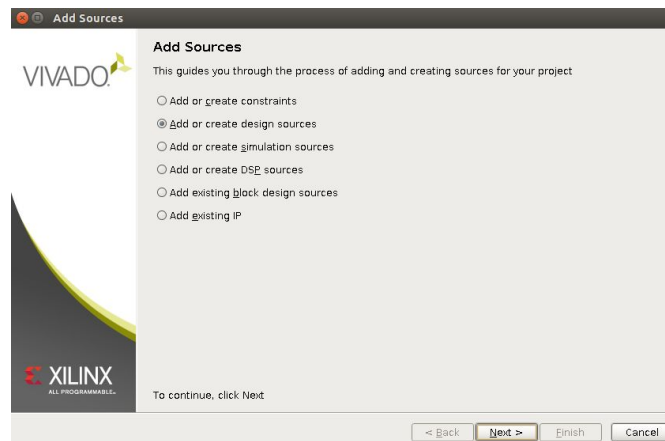 Add Sources
VIVADO.
Add Sources
This guides you through the process of adding and creating sources for your project
Add or create constraints
Add or create design sources
Add or create simulation sources
Add or create DSP sources
Add existing block design sources
Add existing IP
XILINX
ALL PROGRAMMABLE.
To continue, click Next
< Back Next > Finish Cancel